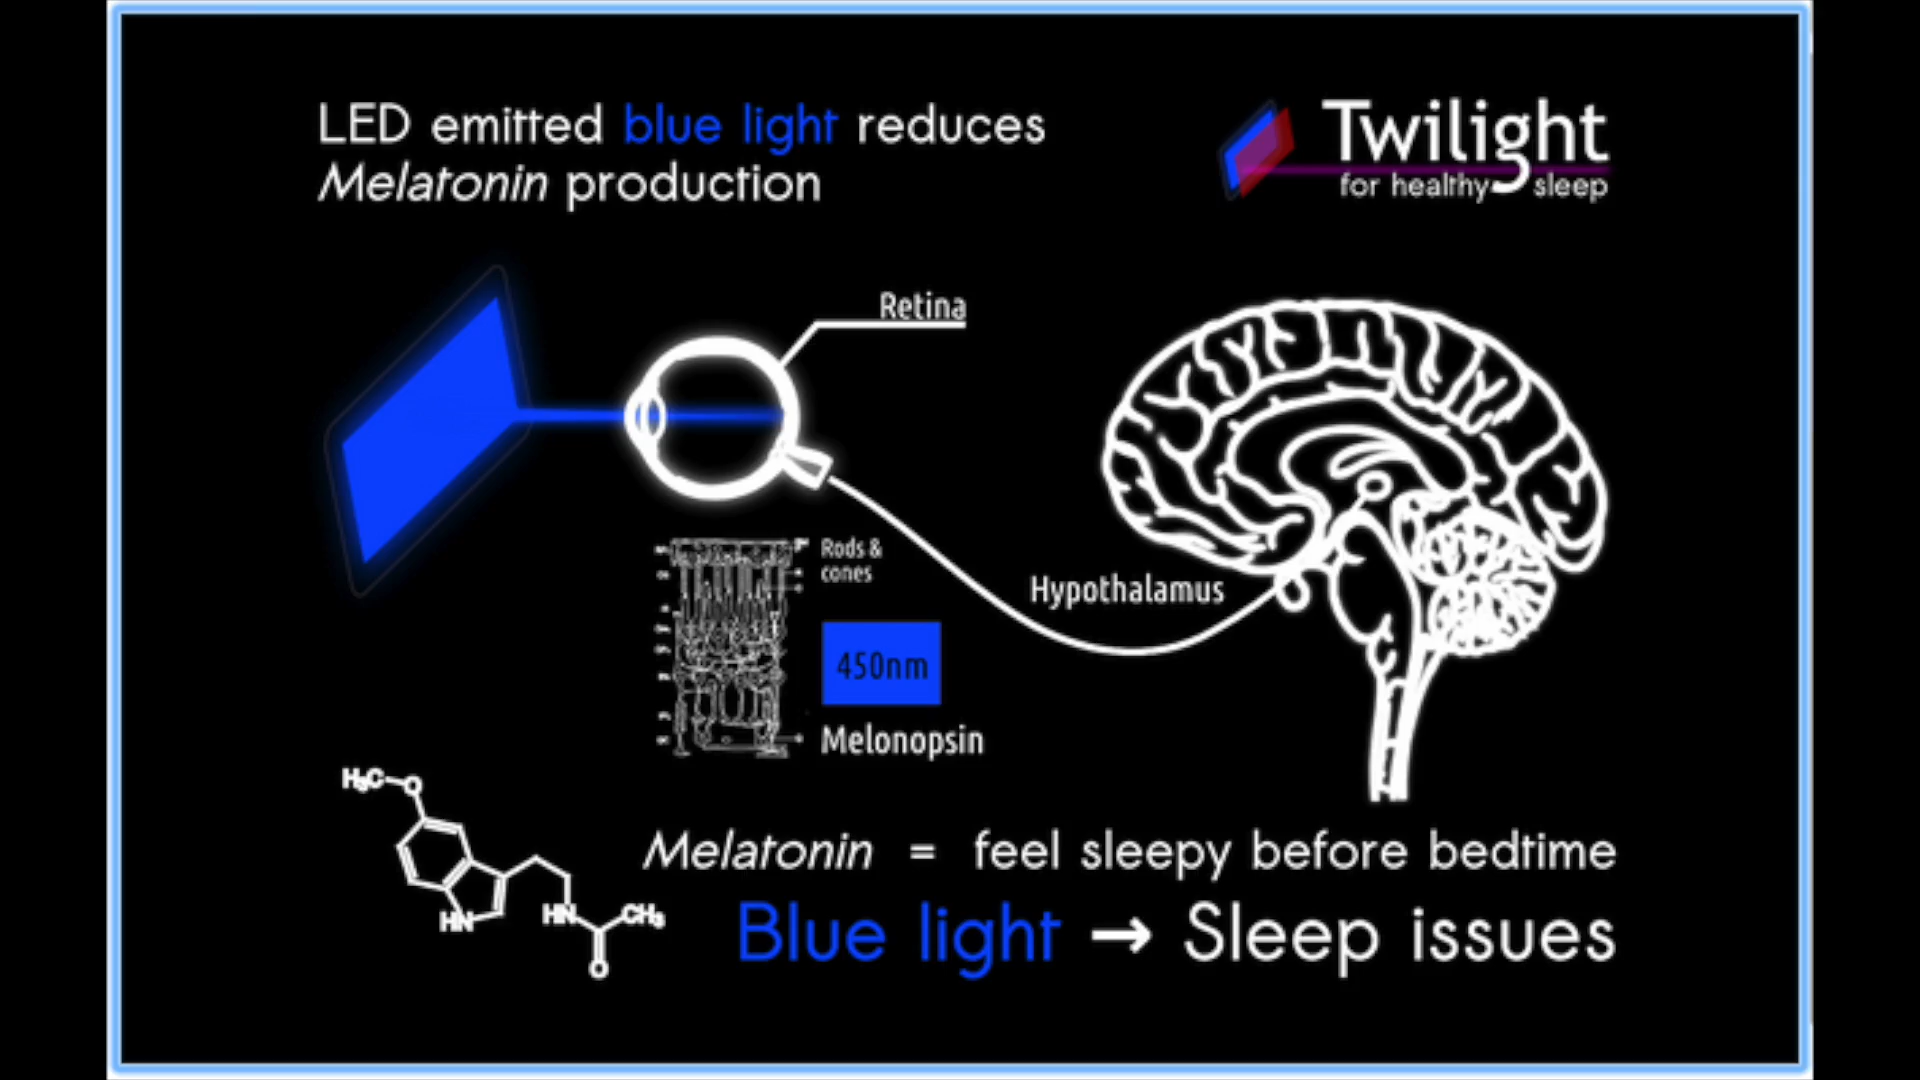 LED emitted blue light reduces
Melatonin production
Twilight
for healthy sleep
Retina
Rods &
cones
Hypothalamus
450nm
Melonopsin
H₃C
O
HN
HN
CH₃
O
Melatonin = feel sleepy before bedtime
Blue light → Sleep issues